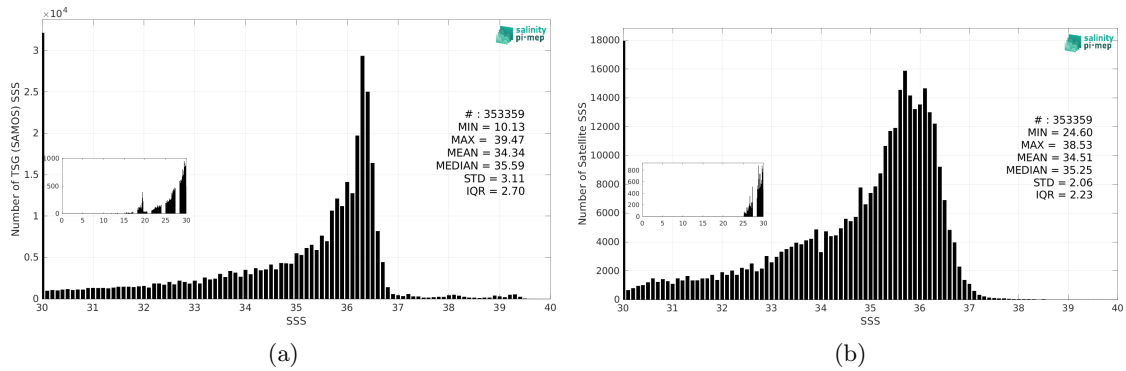 ×10⁴
3
2.5
2
1.5
1
0.5
0
Number of TSG (SAMOS) SSS
salinity
pi-mep
# : 353359
MIN = 10.13
MAX = 39.47
MEAN = 34.34
MEDIAN = 35.59
STD = 3.11
IQR = 2.70
1000
500
0
0 5 10 15 20 25 30
30 31 32 33 34 35 36 37 38 39 40
SSS
(a)
18000
16000
14000
12000
10000
8000
6000
4000
2000
0
Number of Satellite SSS
salinity
pi-mep
# : 353359
MIN = 24.60
MAX = 38.53
MEAN = 34.51
MEDIAN = 35.25
STD = 2.06
IQR = 2.23
800
600
400
200
0
0 5 10 15 20 25 30
30 31 32 33 34 35 36 37 38 39 40
SSS
(b)